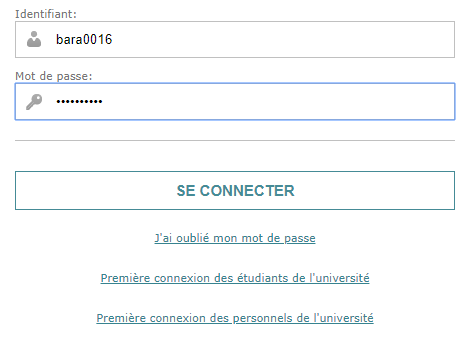 Identifiant:
bara0016
Mot de passe:
••••••••••
SE CONNECTER
J'ai oublié mon mot de passe
Première connexion des étudiants de l'université
Première connexion des personnels de l'université